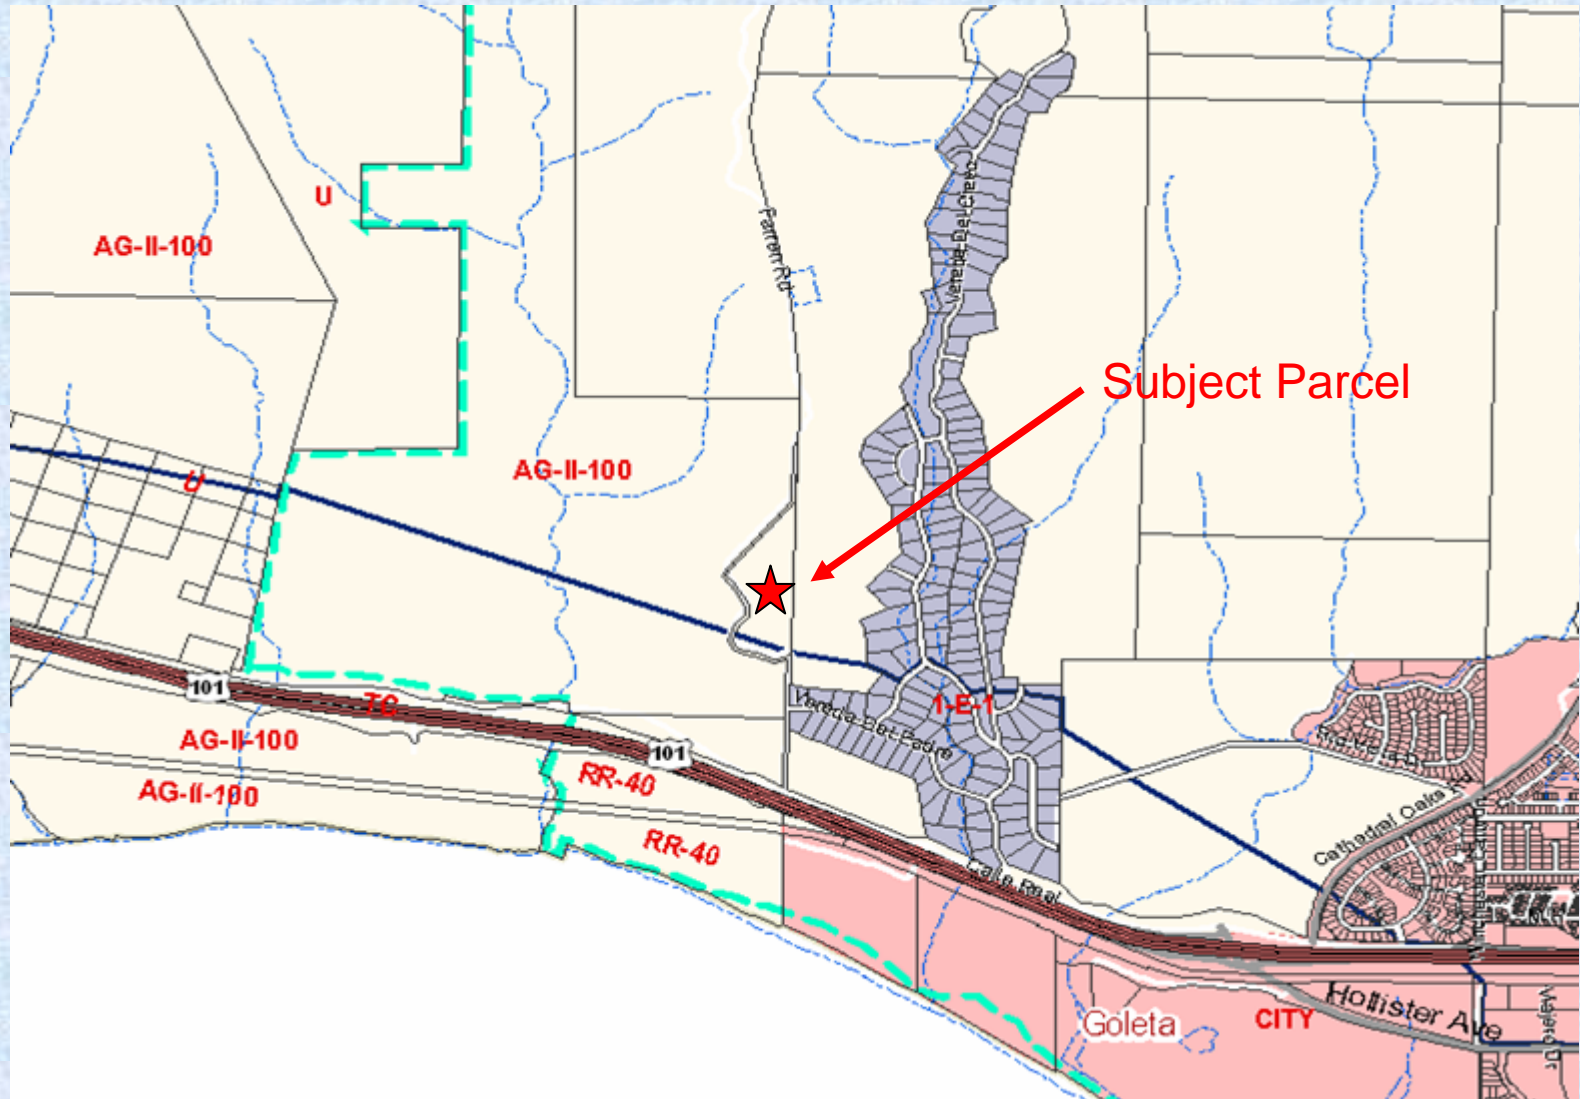 U
AG-II-100
Farren Rd
Vereda Del Ciervo
Subject Parcel
AG-II-100
U
101
TC
AG-II-100
AG-II-100
101
RR-40
RR-40
Vereda Del Padre
1-E-1
Calle Real
Cathedral Oaks Rd
Hollister Ave
Goleta
CITY